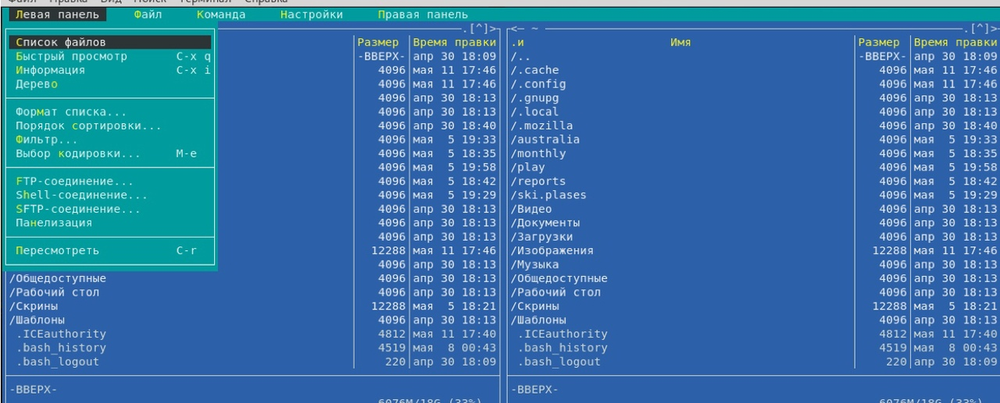 Файл Правка Вид Поиск Терминал Справка
Левая панель Файл Команда Настройки Правая панель
.[^]> <─ ~ .[^]>
Список файлов Размер Время правки .и Имя Размер Время правки
Быстрый просмотр C-x q -ВВЕРХ- апр 30 18:09 /.. -ВВЕРХ- апр 30 18:09
Информация C-x i 4096 мая 11 17:46 /.cache 4096 мая 11 17:46
Дерево 4096 мая 11 17:46 /.config 4096 мая 11 17:46
4096 апр 30 18:13 /.gnupg 4096 апр 30 18:13
Формат списка... 4096 апр 30 18:13 /.local 4096 апр 30 18:13
Порядок сортировки... 4096 апр 30 18:40 /.mozilla 4096 апр 30 18:40
Фильтр... 4096 мая 5 19:33 /australia 4096 мая 5 19:33
Выбор кодировки... M-e 4096 мая 5 18:35 /monthly 4096 мая 5 18:35
4096 мая 5 19:58 /play 4096 мая 5 19:58
FTP-соединение... 4096 мая 5 18:42 /reports 4096 мая 5 18:42
Shell-соединение... 4096 мая 5 19:29 /ski.plases 4096 мая 5 19:29
SFTP-соединение... 4096 апр 30 18:13 /Видео 4096 апр 30 18:13
Панелизация 4096 апр 30 18:13 /Документы 4096 апр 30 18:13
4096 апр 30 18:13 /Загрузки 4096 апр 30 18:13
Пересмотреть C-r 12288 мая 11 17:46 /Изображения 12288 мая 11 17:46
4096 апр 30 18:13 /Музыка 4096 апр 30 18:13
/Общедоступные 4096 апр 30 18:13 /Общедоступные 4096 апр 30 18:13
/Рабочий стол 4096 апр 30 18:13 /Рабочий стол 4096 апр 30 18:13
/Скрины 12288 мая 5 18:21 /Скрины 12288 мая 5 18:21
/Шаблоны 4096 апр 30 18:13 /Шаблоны 4096 апр 30 18:13
.ICEauthority 4812 мая 11 17:40 .ICEauthority 4812 мая 11 17:40
.bash_history 4519 мая 8 00:43 .bash_history 4519 мая 8 00:43
.bash_logout 220 апр 30 18:09 .bash_logout 220 апр 30 18:09
-ВВЕРХ- -ВВЕРХ-
6076M/18G (33%) 6076M/18G (33%)